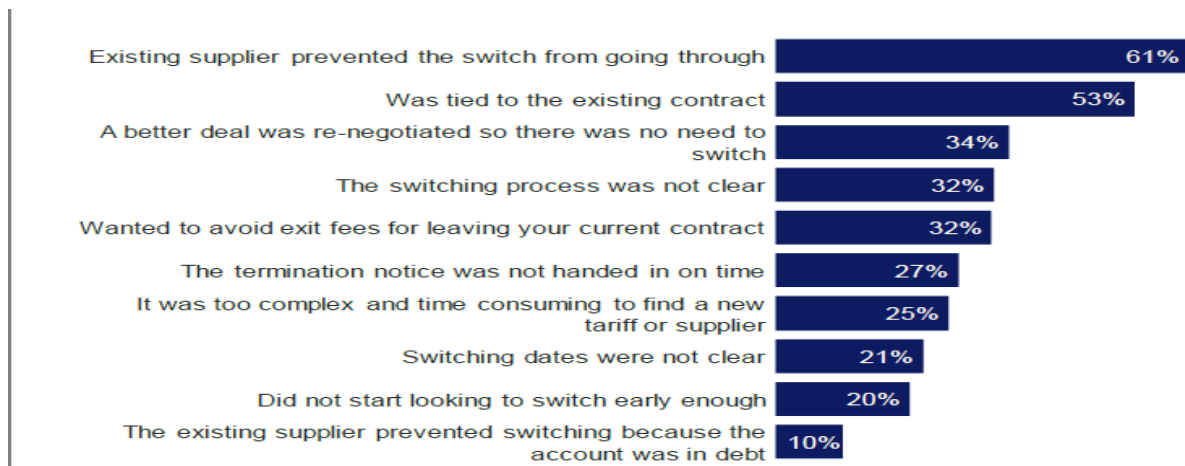 Existing supplier prevented the switch from going through 61%
Was tied to the existing contract 53%
A better deal was re-negotiated so there was no need to
switch 34%
The switching process was not clear 32%
Wanted to avoid exit fees for leaving your current contract 32%
The termination notice was not handed in on time 27%
It was too complex and time consuming to find a new
tariff or supplier 25%
Switching dates were not clear 21%
Did not start looking to switch early enough 20%
The existing supplier prevented switching because the
account was in debt 10%